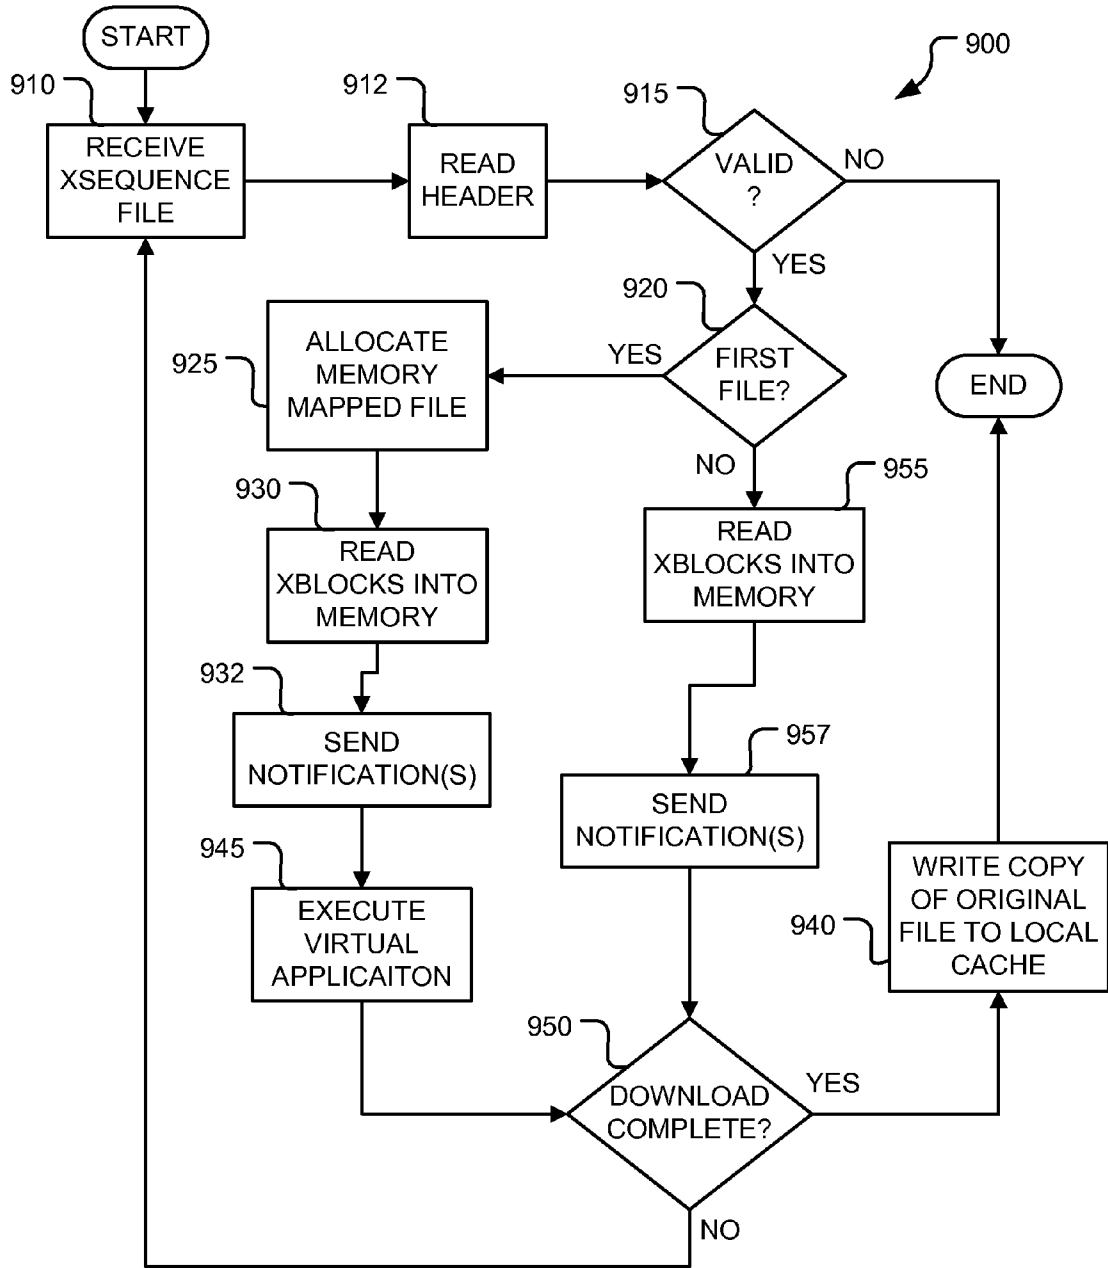 START
900
910
912
915
RECEIVE
XSEQUENCE
FILE
READ
HEADER
VALID
?
NO
YES
920
925
ALLOCATE
MEMORY
MAPPED FILE
YES
FIRST
FILE?
END
NO
930
955
READ
XBLOCKS INTO
MEMORY
READ
XBLOCKS INTO
MEMORY
932
957
SEND
NOTIFICATION(S)
SEND
NOTIFICATION(S)
945
EXECUTE
VIRTUAL
APPLICAITON
940
WRITE COPY
OF ORIGINAL
FILE TO LOCAL
CACHE
950
DOWNLOAD
COMPLETE?
YES
NO